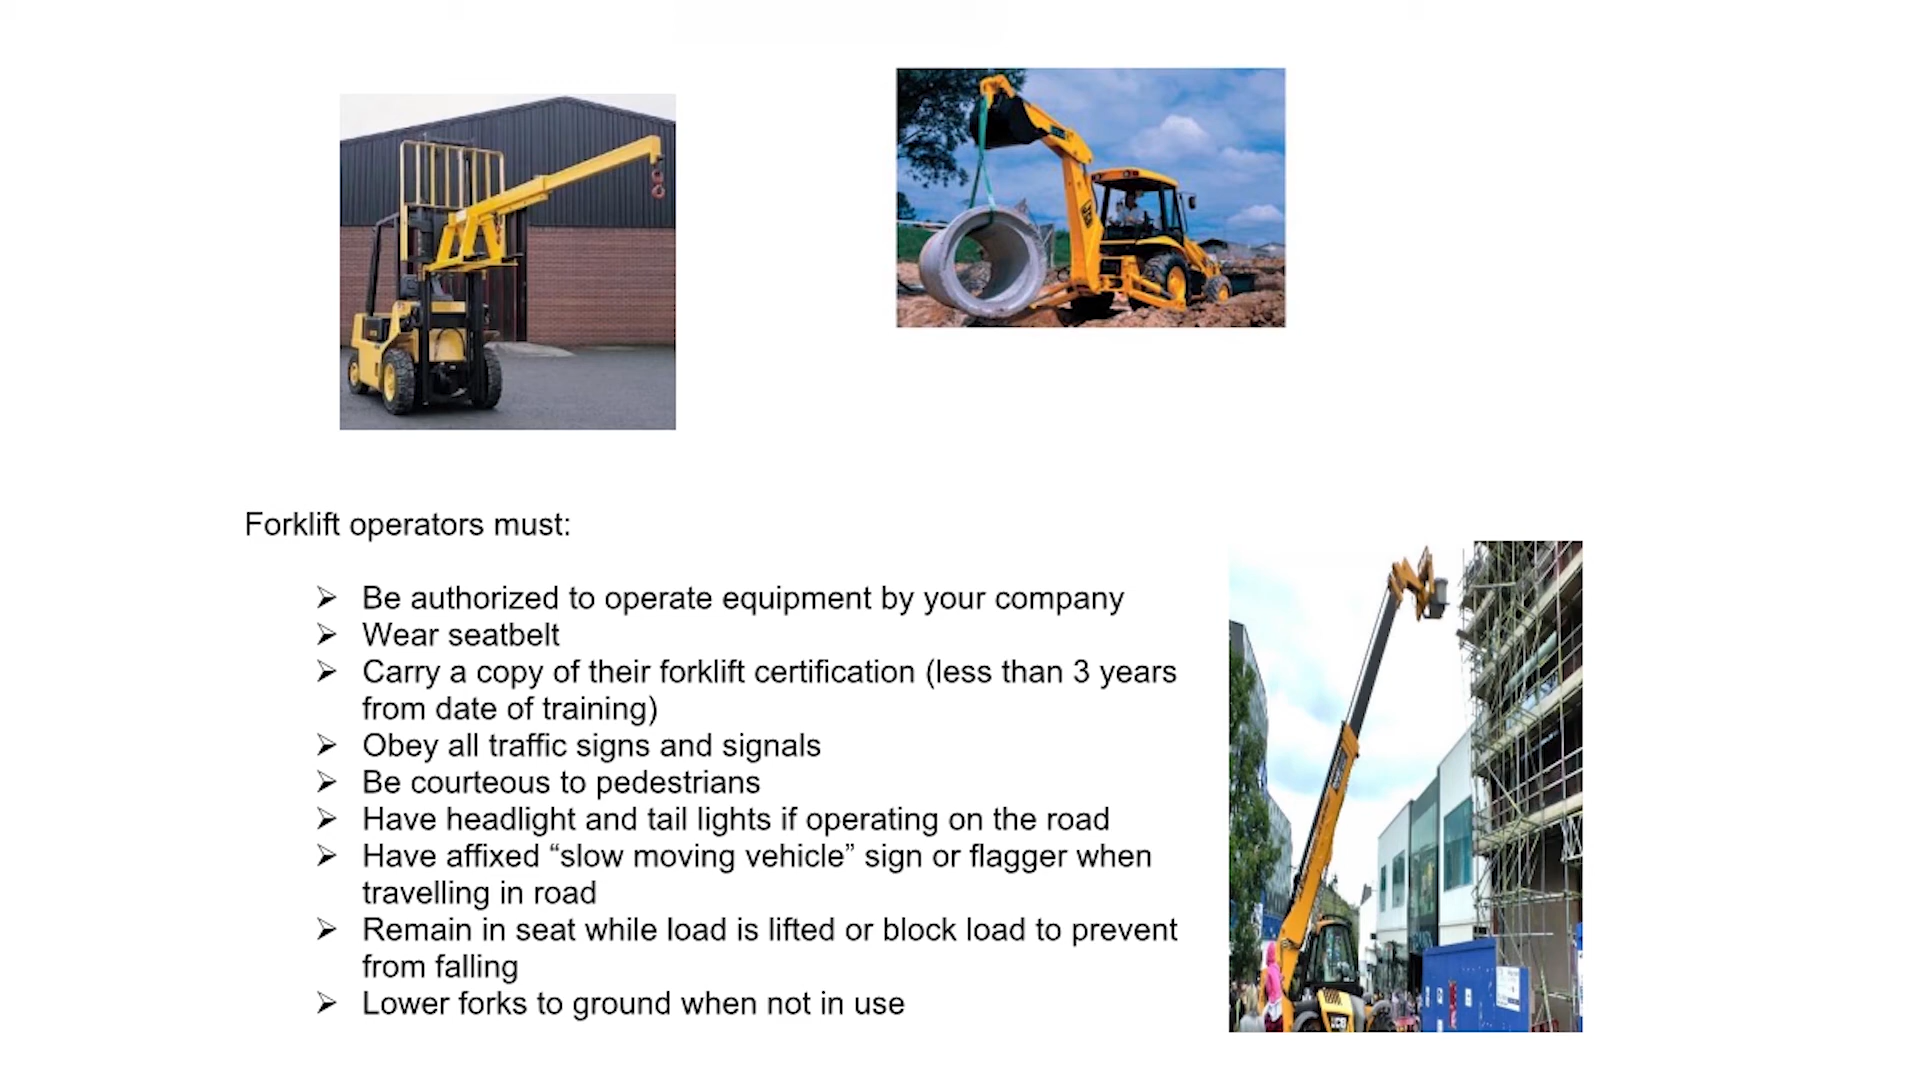 Forklift operators must:
➢ Be authorized to operate equipment by your company
➢ Wear seatbelt
➢ Carry a copy of their forklift certification (less than 3 years
from date of training)
➢ Obey all traffic signs and signals
➢ Be courteous to pedestrians
➢ Have headlight and tail lights if operating on the road
➢ Have affixed “slow moving vehicle” sign or flagger when
travelling in road
➢ Remain in seat while load is lifted or block load to prevent
from falling
➢ Lower forks to ground when not in use
JCB